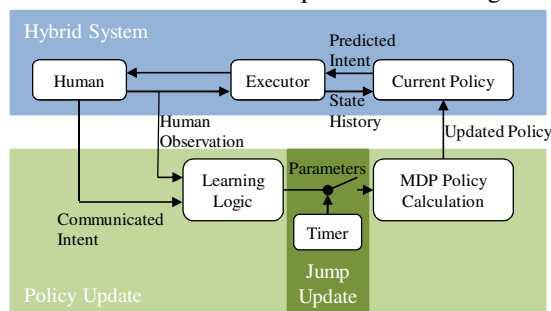 Hybrid System
Predicted
Intent
Human
Executor
Current Policy
State
History
Human
Observation
Updated Policy
Learning
Logic
Parameters
MDP Policy
Calculation
Communicated
Intent
Timer
Jump
Update
Policy Update